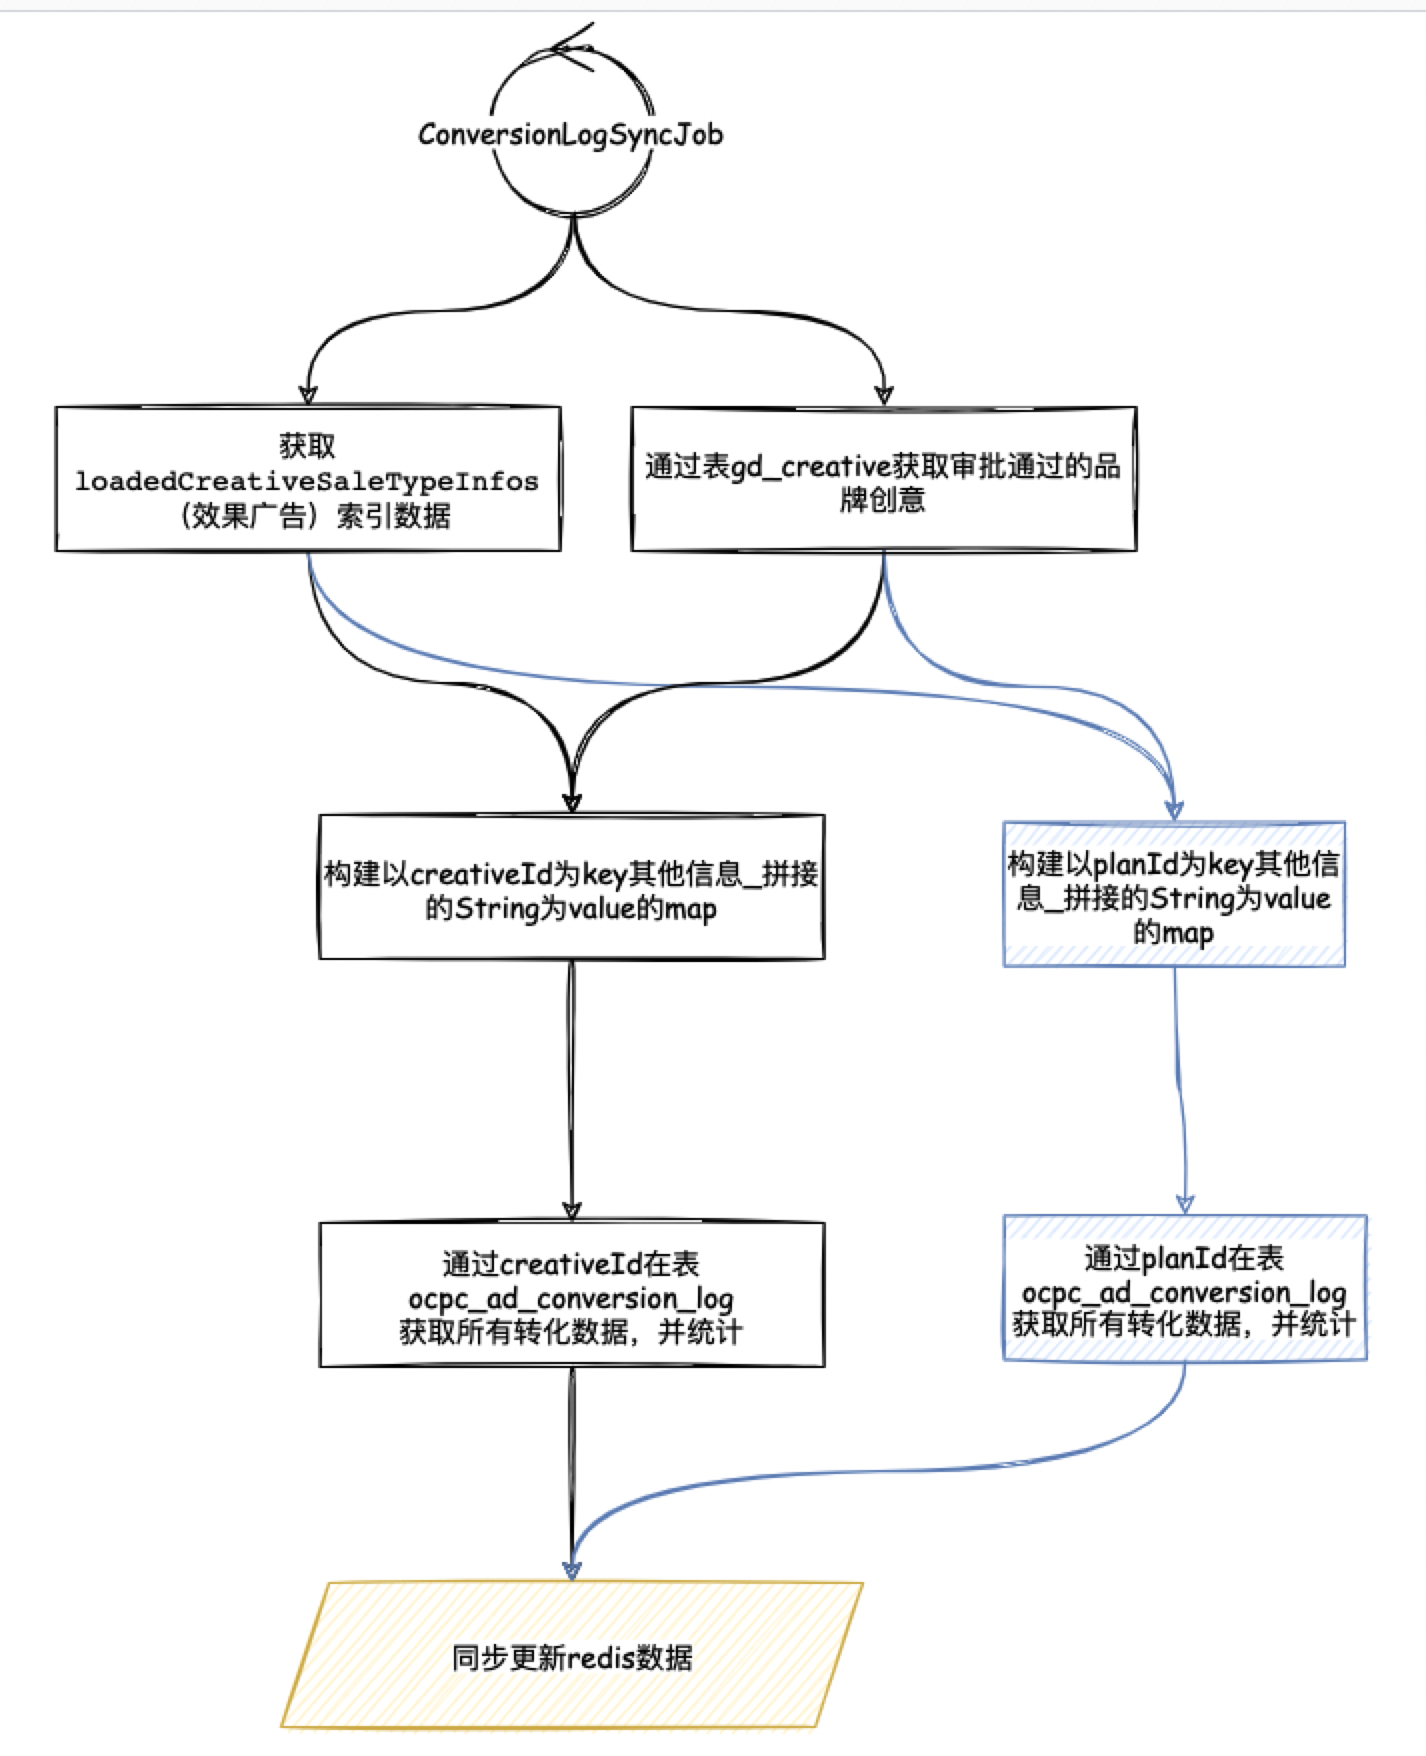 ConversionLogSyncJob
获取
loadedCreativeSaleTypeInfos
（效果广告）索引数据
通过表gd_creative获取审批通过的品
牌创意
构建以creativeId为key其他信息_拼接
的String为value的map
构建以planId为key其他信
息_拼接的String为value
的map
通过creativeId在表
ocpc_ad_conversion_log
获取所有转化数据，并统计
通过planId在表
ocpc_ad_conversion_log
获取所有转化数据，并统计
同步更新redis数据